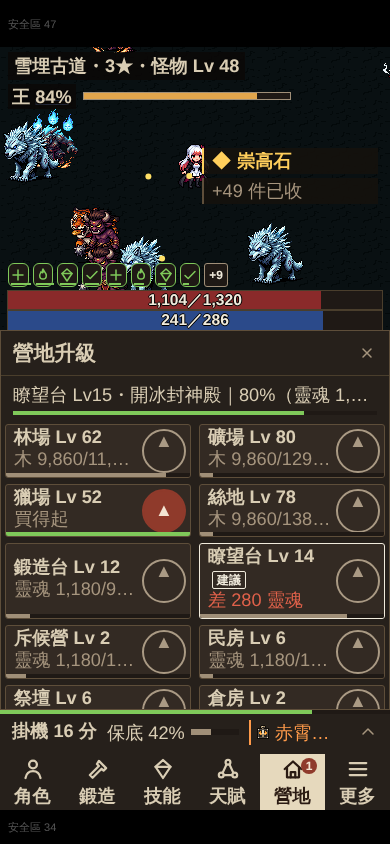 安全區 47
雪埋古道・3★・怪物 Lv 48
王 84%
◆ 崇高石
+49 件已收
+9
1,104／1,320
241／286
營地升級 ×
瞭望台 Lv15・開冰封神殿｜80%（靈魂 1,…
林場 Lv 62
木 9,860/11,…
礦場 Lv 80
木 9,860/129…
獵場 Lv 52
買得起
絲地 Lv 78
木 9,860/138…
鍛造台 Lv 12
靈魂 1,180/9…
瞭望台 Lv 14
建議
差 280 靈魂
斥候營 Lv 2
靈魂 1,180/1…
民房 Lv 6
靈魂 1,180/1…
祭壇 Lv 6
倉房 Lv 2
掛機 16 分 保底 42% 赤霄…
1
角色 鍛造 技能 天賦 營地 更多
安全區 34